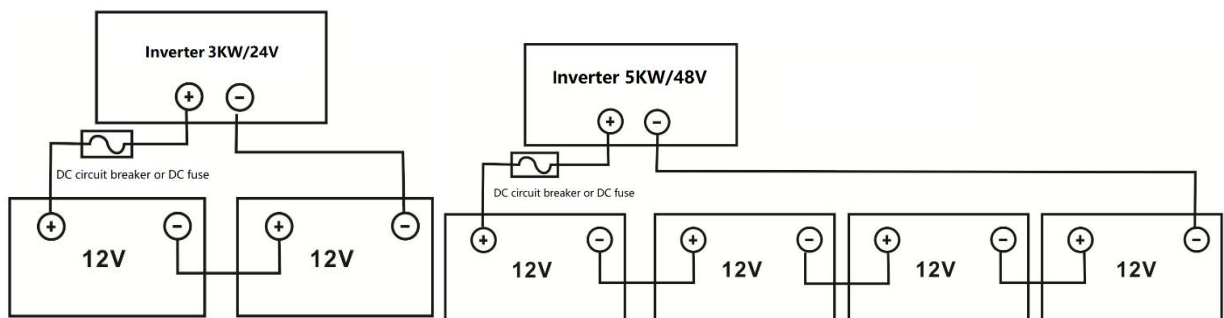 Inverter 3KW/24V
+ −
DC circuit breaker or DC fuse
+ − + −
12V 12V
Inverter 5KW/48V
+ −
DC circuit breaker or DC fuse
+ − + − + − + −
12V 12V 12V 12V